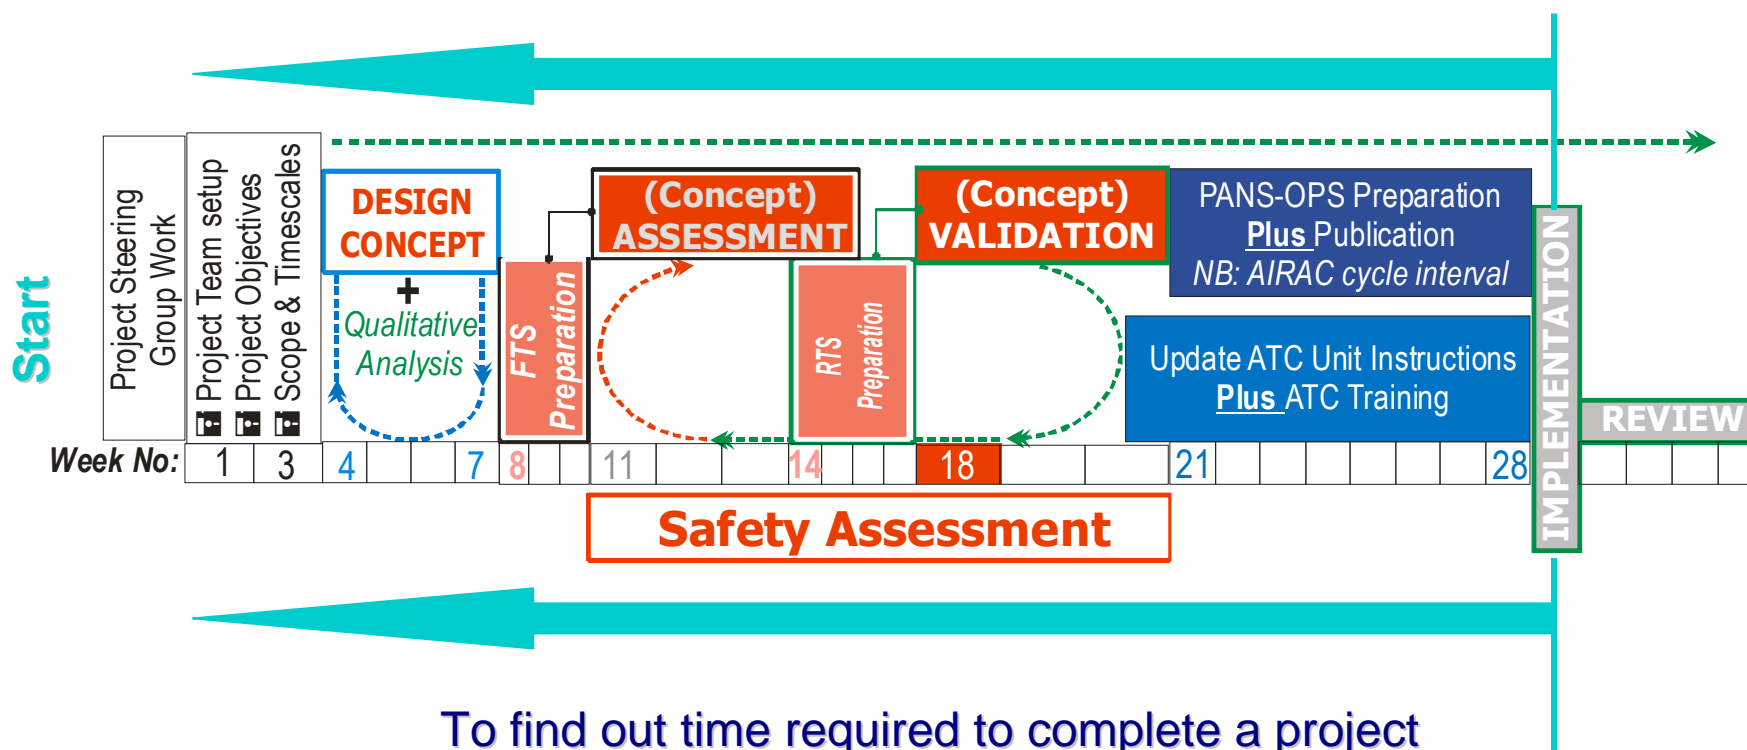 Start
Project Steering
Group Work
Project Team setup
Project Objectives
Scope & Timescales
DESIGN
CONCEPT
+
Qualitative
Analysis
FTS
Preparation
(Concept)
ASSESSMENT
RTS
Preparation
(Concept)
VALIDATION
PANS-OPS Preparation
Plus Publication
NB: AIRAC cycle interval
Update ATC Unit Instructions
Plus ATC Training
IMPLEMENTATION
REVIEW
Week No: 1 3 4 7 8 11 14 18 21 28
Safety Assessment
To find out time required to complete a project